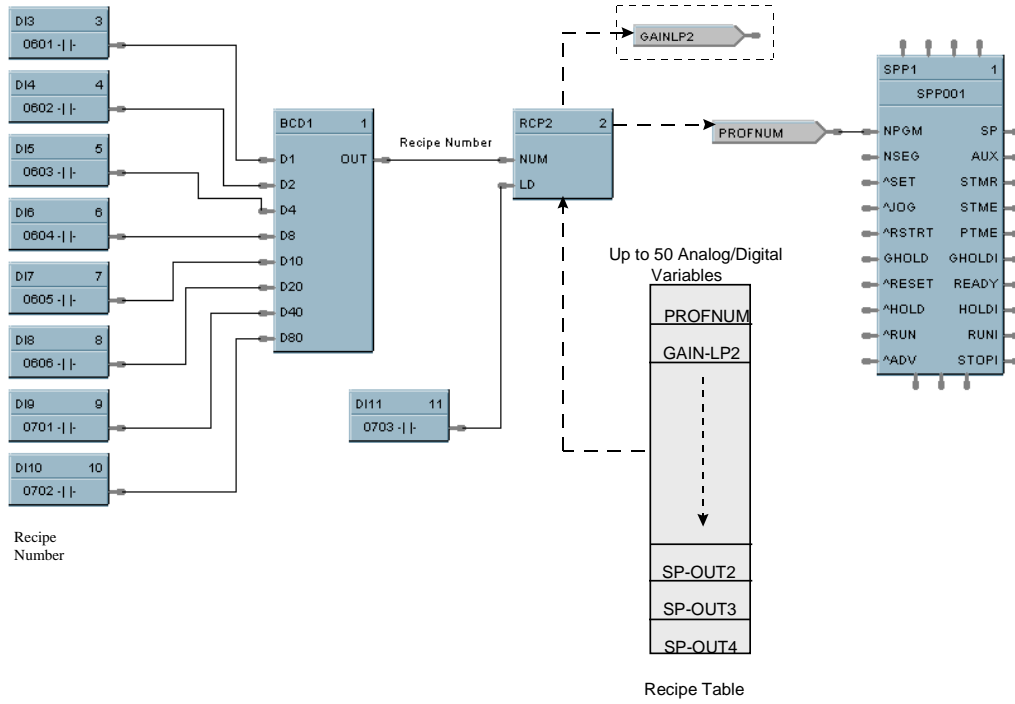 DI3 3
0601 -| |-
DI4 4
0602 -| |-
DI5 5
0603 -| |-
DI6 6
0604 -| |-
DI7 7
0605 -| |-
DI8 8
0606 -| |-
DI9 9
0701 -| |-
DI10 10
0702 -| |-
Recipe
Number
BCD1 1
D1 OUT
D2
D4
D8
D10
D20
D40
D80
Recipe Number
DI11 11
0703 -| |-
RCP2 2
NUM
LD
GAINLP2
PROFNUM
Up to 50 Analog/Digital
Variables
PROFNUM
GAIN-LP2
SP-OUT2
SP-OUT3
SP-OUT4
Recipe Table
SPP1 1
SPP001
NPGM SP
NSEG AUX
^SET STMR
^JOG STME
^RSTRT PTME
GHOLD GHOLDI
^RESET READY
^HOLD HOLDI
^RUN RUNI
^ADV STOPI